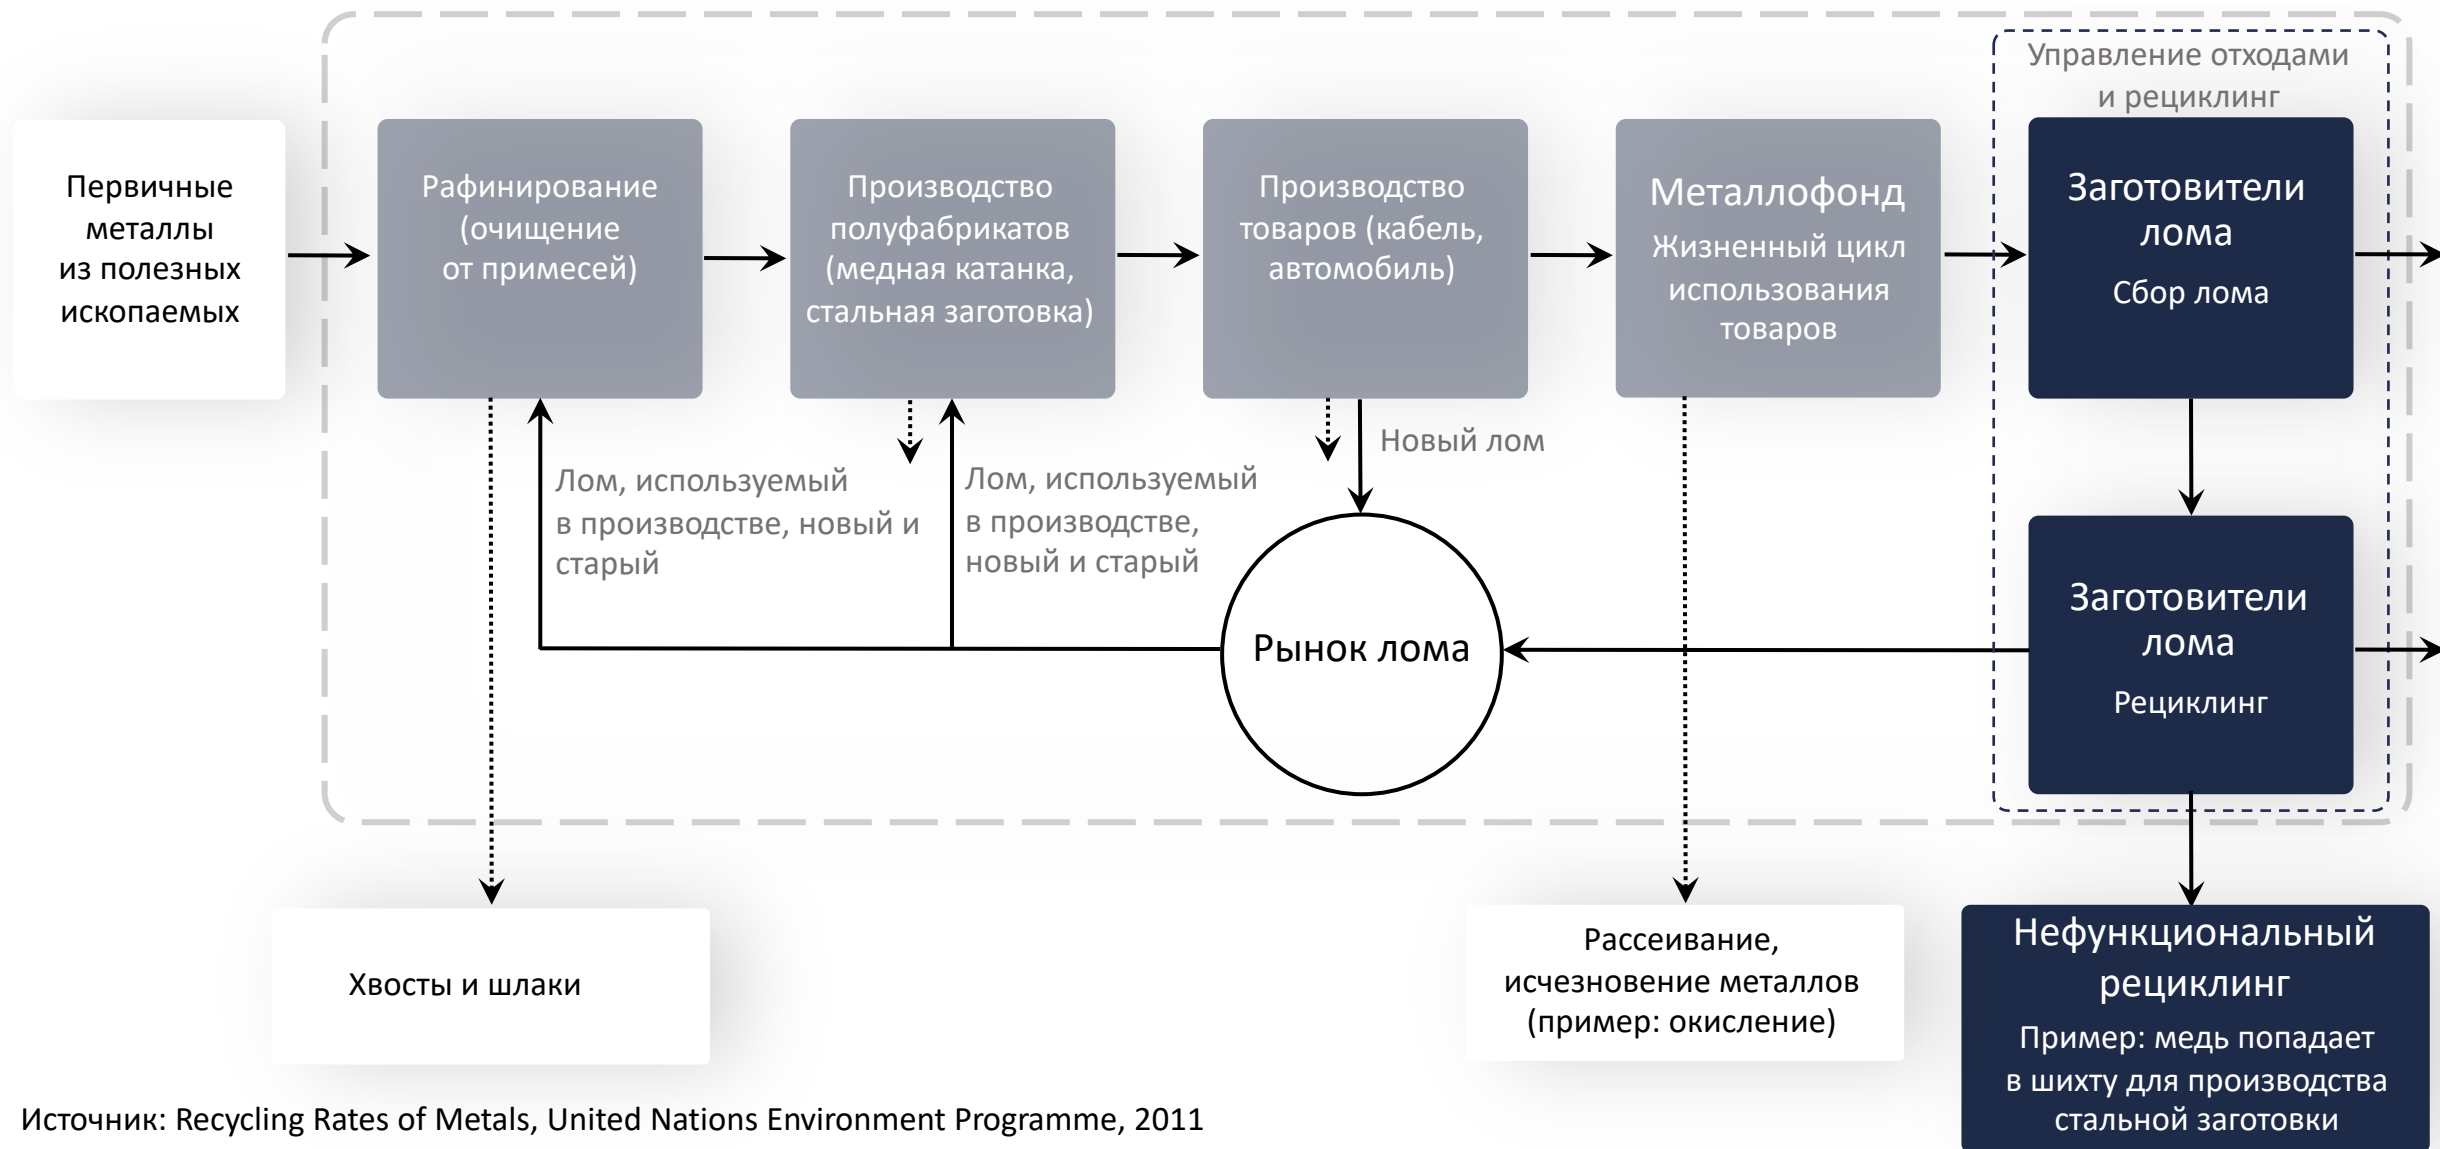 Управление отходами
и рециклинг
Первичные
металлы
из полезных
ископаемых
Рафинирование
(очищение
от примесей)
Производство
полуфабрикатов
(медная катанка,
стальная заготовка)
Производство
товаров (кабель,
автомобиль)
Металлофонд
Жизненный цикл
использования
товаров
Заготовители
лома
Сбор лома
Лом, используемый
в производстве, новый и
старый
Лом, используемый
в производстве,
новый и старый
Новый лом
Рынок лома
Заготовители
лома
Рециклинг
Хвосты и шлаки
Рассеивание,
исчезновение металлов
(пример: окисление)
Нефункциональный
рециклинг
Пример: медь попадает
в шихту для производства
стальной заготовки
Источник: Recycling Rates of Metals, United Nations Environment Programme, 2011